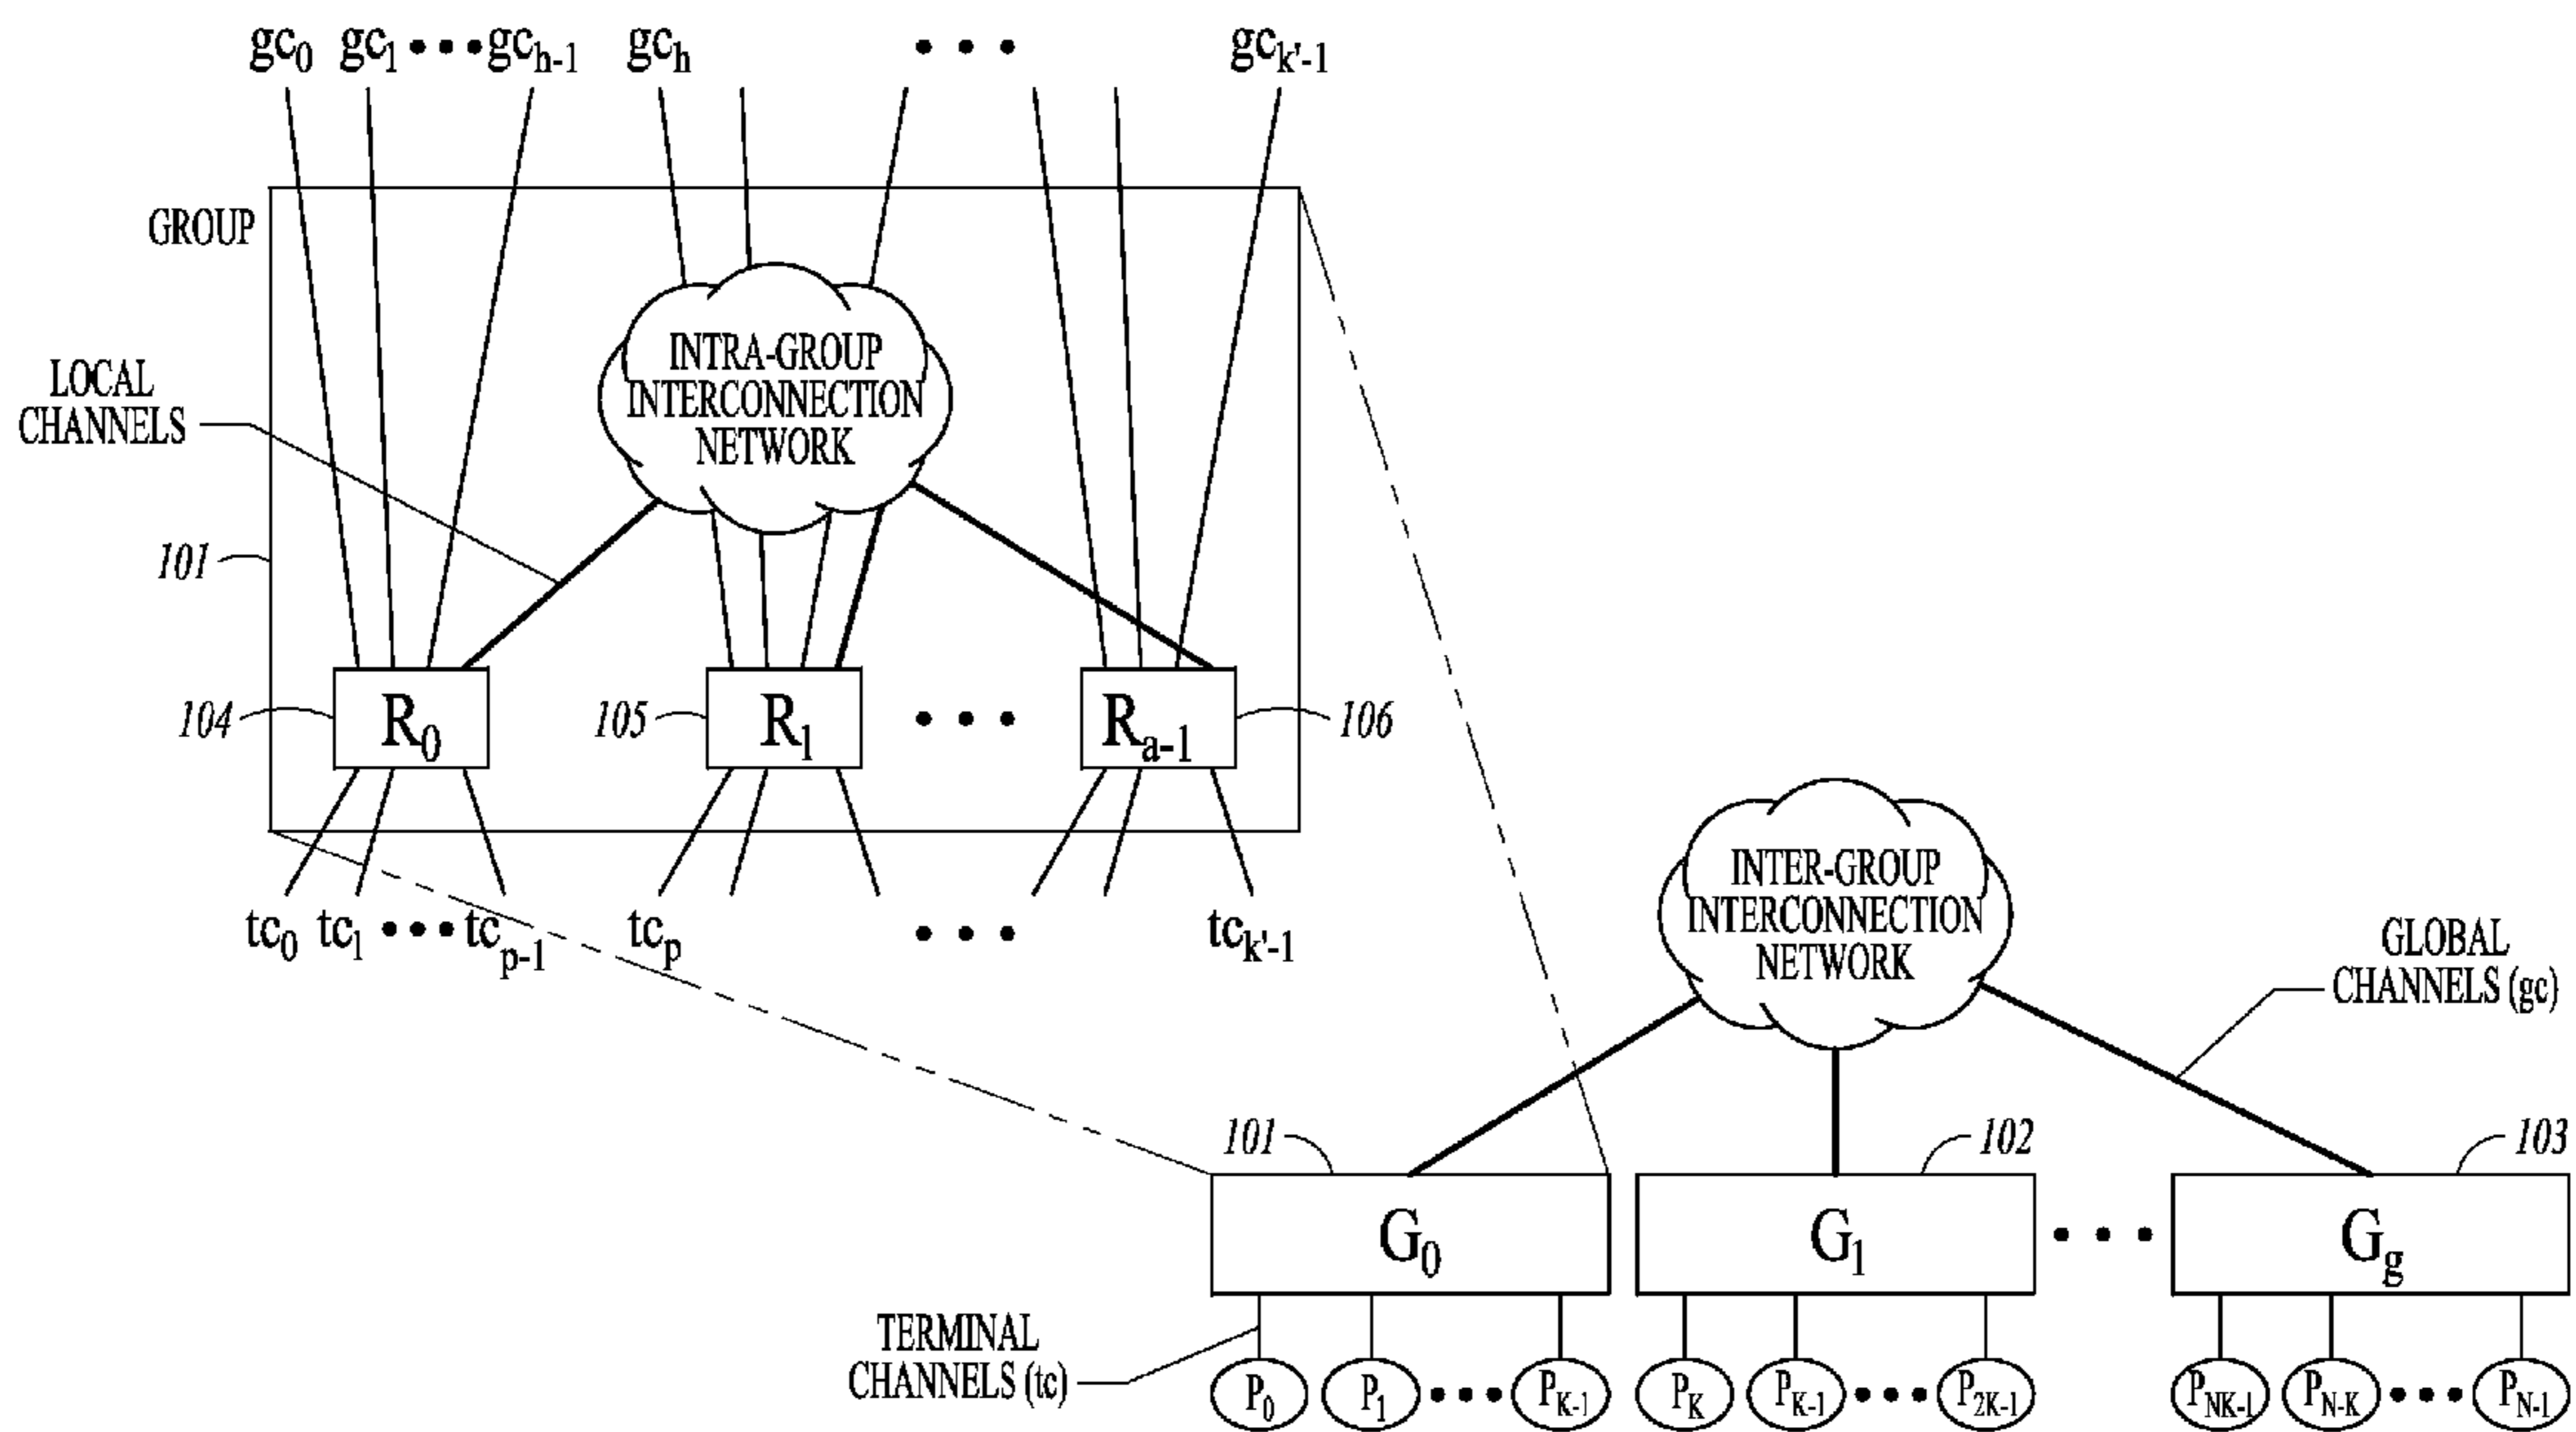 gc0 gc1 •••gch-1 gch ••• gck'-1
GROUP
INTRA-GROUP
INTERCONNECTION
NETWORK
LOCAL
CHANNELS
101
104 R0 105 R1 ••• Ra-1 106
tc0 tc1 •••tcp-1 tcp ••• tck'-1
INTER-GROUP
INTERCONNECTION
NETWORK
GLOBAL
CHANNELS (gc)
101 102 103
G0 G1 ••• Gg
TERMINAL
CHANNELS (tc)
P0 P1 ••• PK-1 PK PK-1 ••• P2K-1 PNK-1 PN-K ••• PN-1